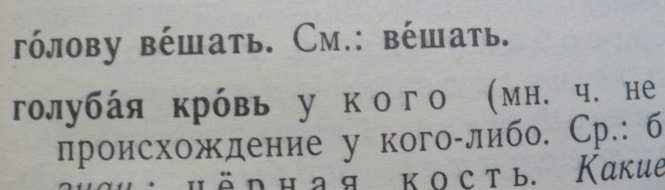 го́лову ве́шать. См.: ве́шать.
голуба́я кро́вь у кого (мн. ч. не
происхождение у кого-либо. Ср.: б
чёрная кость. Какие